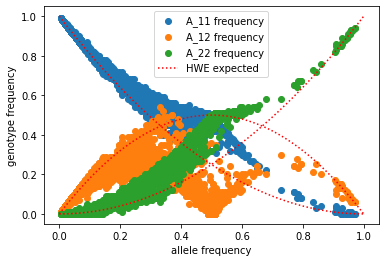 A_11 frequency
A_12 frequency
A_22 frequency
HWE expected
genotype frequency
1.0
0.8
0.6
0.4
0.2
0.0
0.0 0.2 0.4 0.6 0.8 1.0
allele frequency